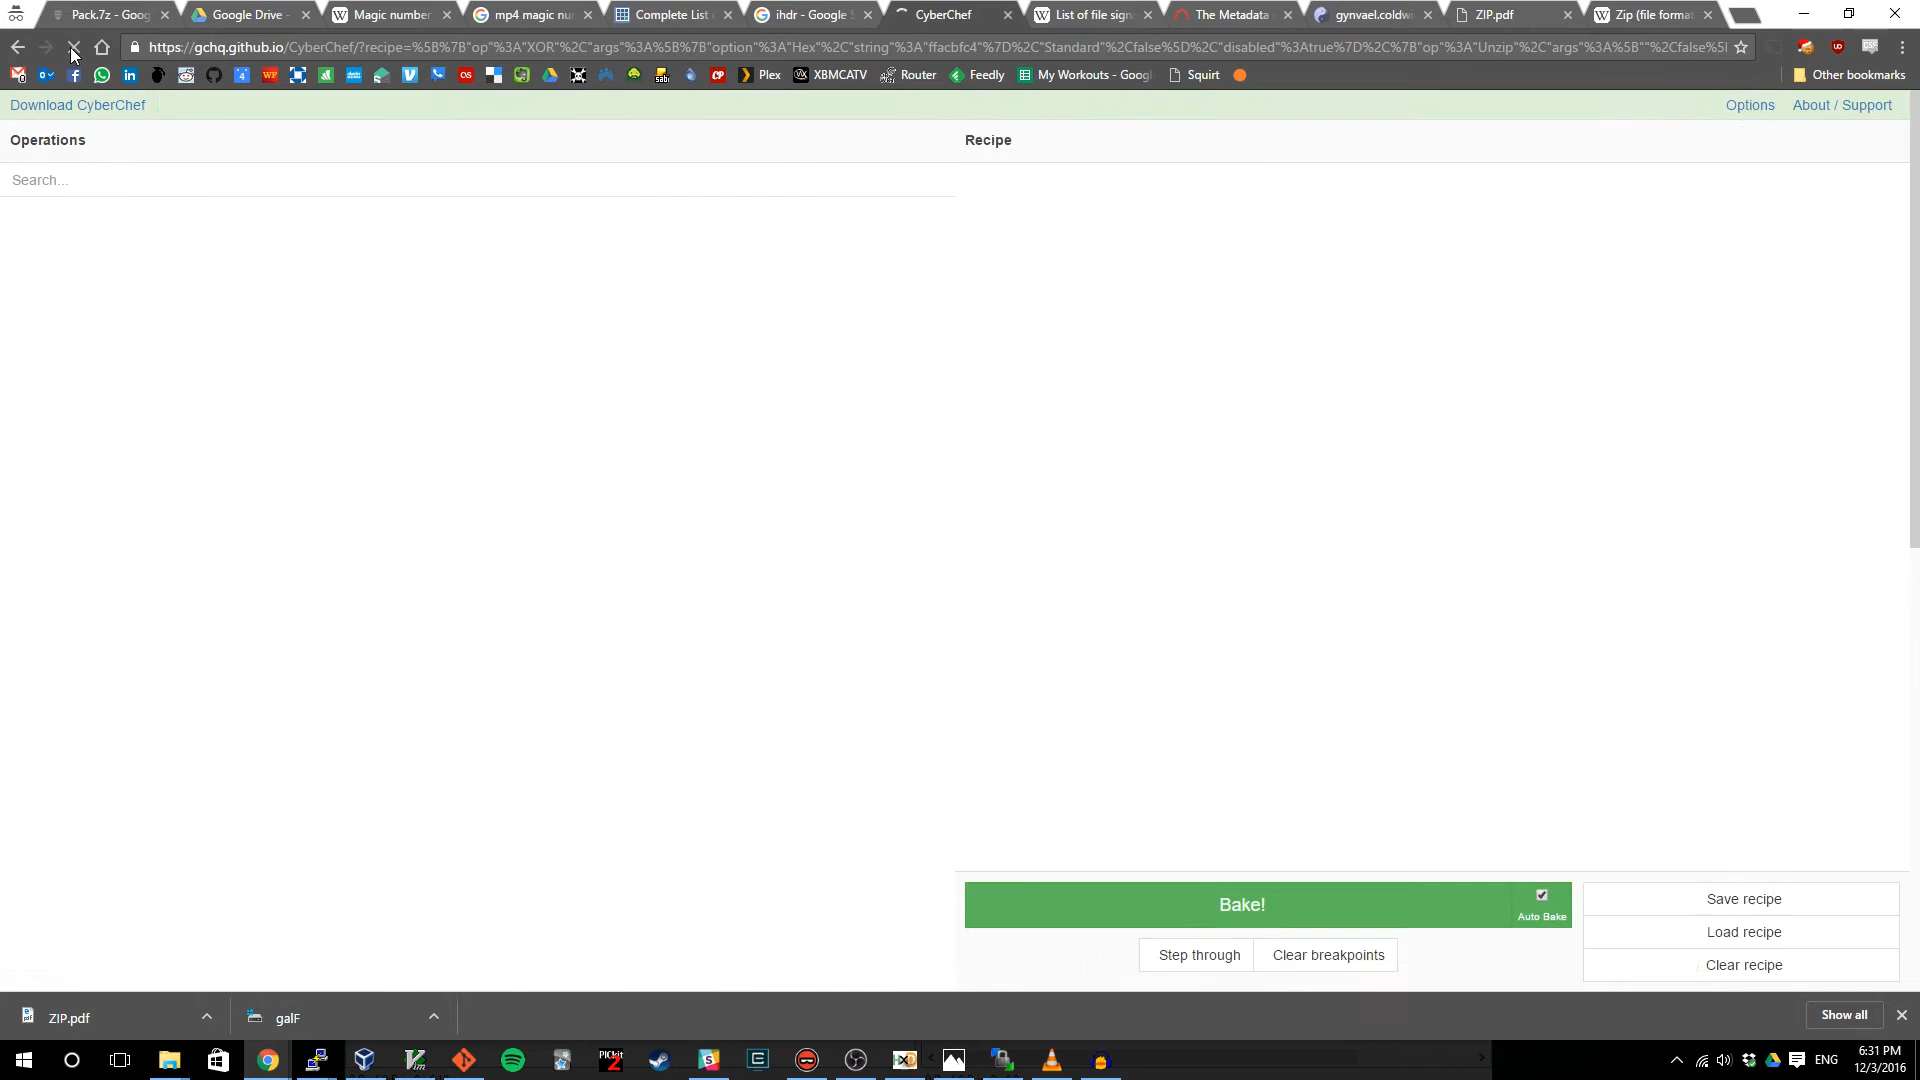 Pack.7z - Goog
Google Drive -
Magic number
mp4 magic nu
Complete List
ihdr - Google S
CyberChef
List of file sign
The Metadata
gynvael.coldwi
ZIP.pdf
Zip (file format
https://gchq.github.io/CyberChef/?recipe=%5B%7B"op"%3A"XOR"%2C"args"%3A%5B%7B"option"%3A"Hex"%2C"string"%3A"ffacbfc4"%7D%2C"Standard"%2Cfalse%5D%2C"disabled"%3Atrue%7D%2C%7B"op"%3A"Unzip"%2C"args"%3A%5B""%2Cfalse%5
Plex
XBMCATV
Router
Feedly
My Workouts - Goog
Squirt
Other bookmarks
Download CyberChef
Options
About / Support
Operations
Recipe
Search...
Bake!
Auto Bake
Save recipe
Step through
Clear breakpoints
Load recipe
Clear recipe
ZIP.pdf
galF
Show all
ENG
6:31 PM
12/3/2016